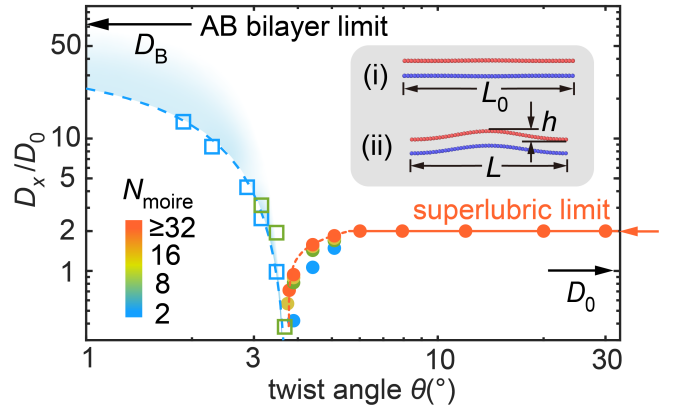 AB bilayer limit
D_B
50
10
5
2
1
D_x/D_0
(i)
L_0
(ii)
h
L
N_moire
≥32
16
8
2
superlubric limit
D_0
1
3
10
30
twist angle θ(°)